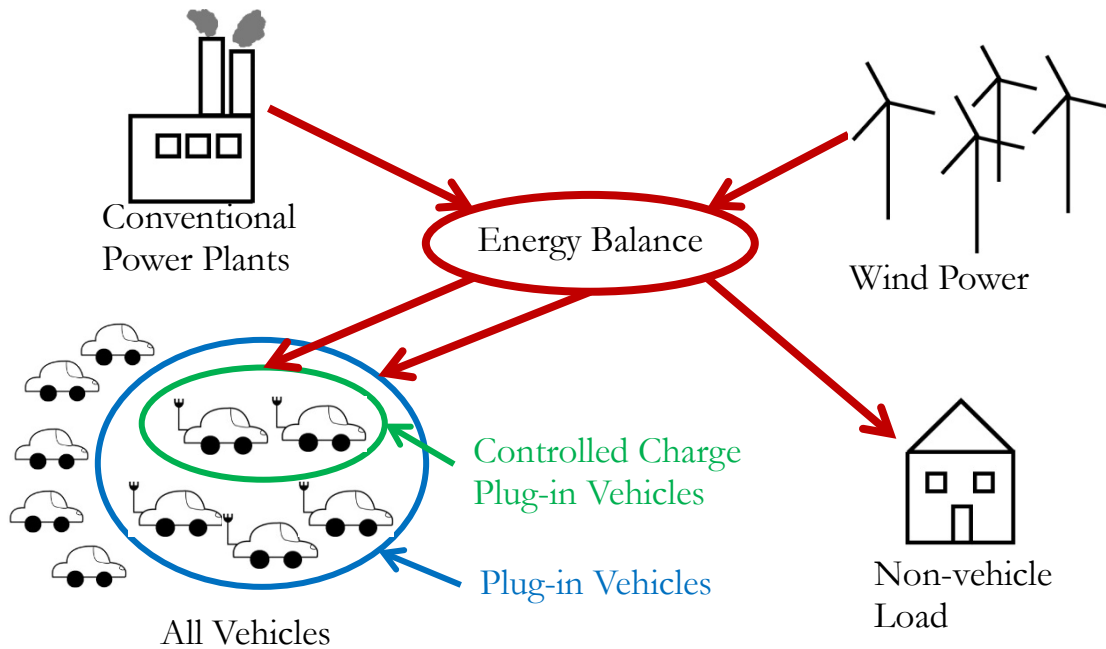 Conventional
Power Plants
Energy Balance
Wind Power
Controlled Charge
Plug-in Vehicles
Plug-in Vehicles
All Vehicles
Non-vehicle
Load